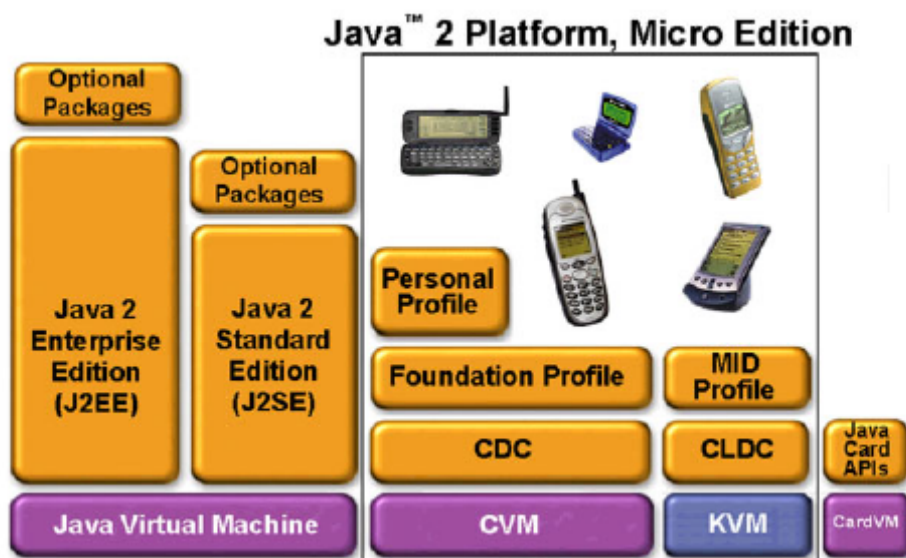 Java™ 2 Platform, Micro Edition
Optional
Packages
Java 2
Enterprise
Edition
(J2EE)
Optional
Packages
Java 2
Standard
Edition
(J2SE)
Java Virtual Machine
Personal
Profile
Foundation Profile
CDC
CVM
MID
Profile
CLDC
KVM
Java
Card
APIs
CardVM